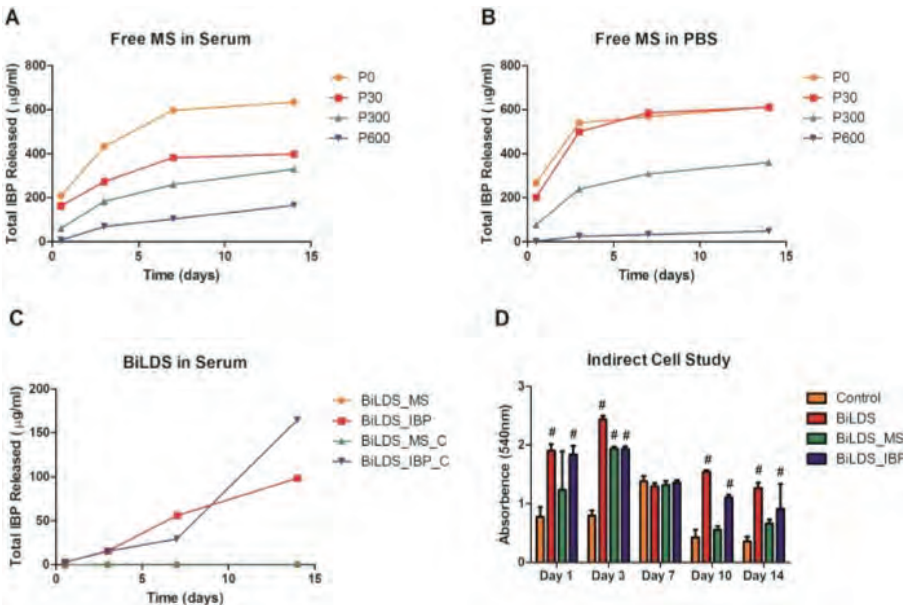 A
Free MS in Serum
Total IBP Released (µg/ml)
800
600
400
200
0
0
5
10
15
Time (days)
P0
P30
P300
P600
B
Free MS in PBS
Total IBP Released (µg/ml)
800
600
400
200
0
0
5
10
15
Time (days)
P0
P30
P300
P600
C
BiLDS in Serum
Total IBP Released (µg/ml)
200
150
100
50
0
0
5
10
15
Time (days)
BiLDS_MS
BiLDS_IBP
BiLDS_MS_C
BiLDS_IBP_C
D
Indirect Cell Study
Absorbence (540nm)
3
2
1
0
# # # # # # # # #
Day 1 Day 3 Day 7 Day 10 Day 14
Control
BiLDS
BiLDS_MS
BiLDS_IBP